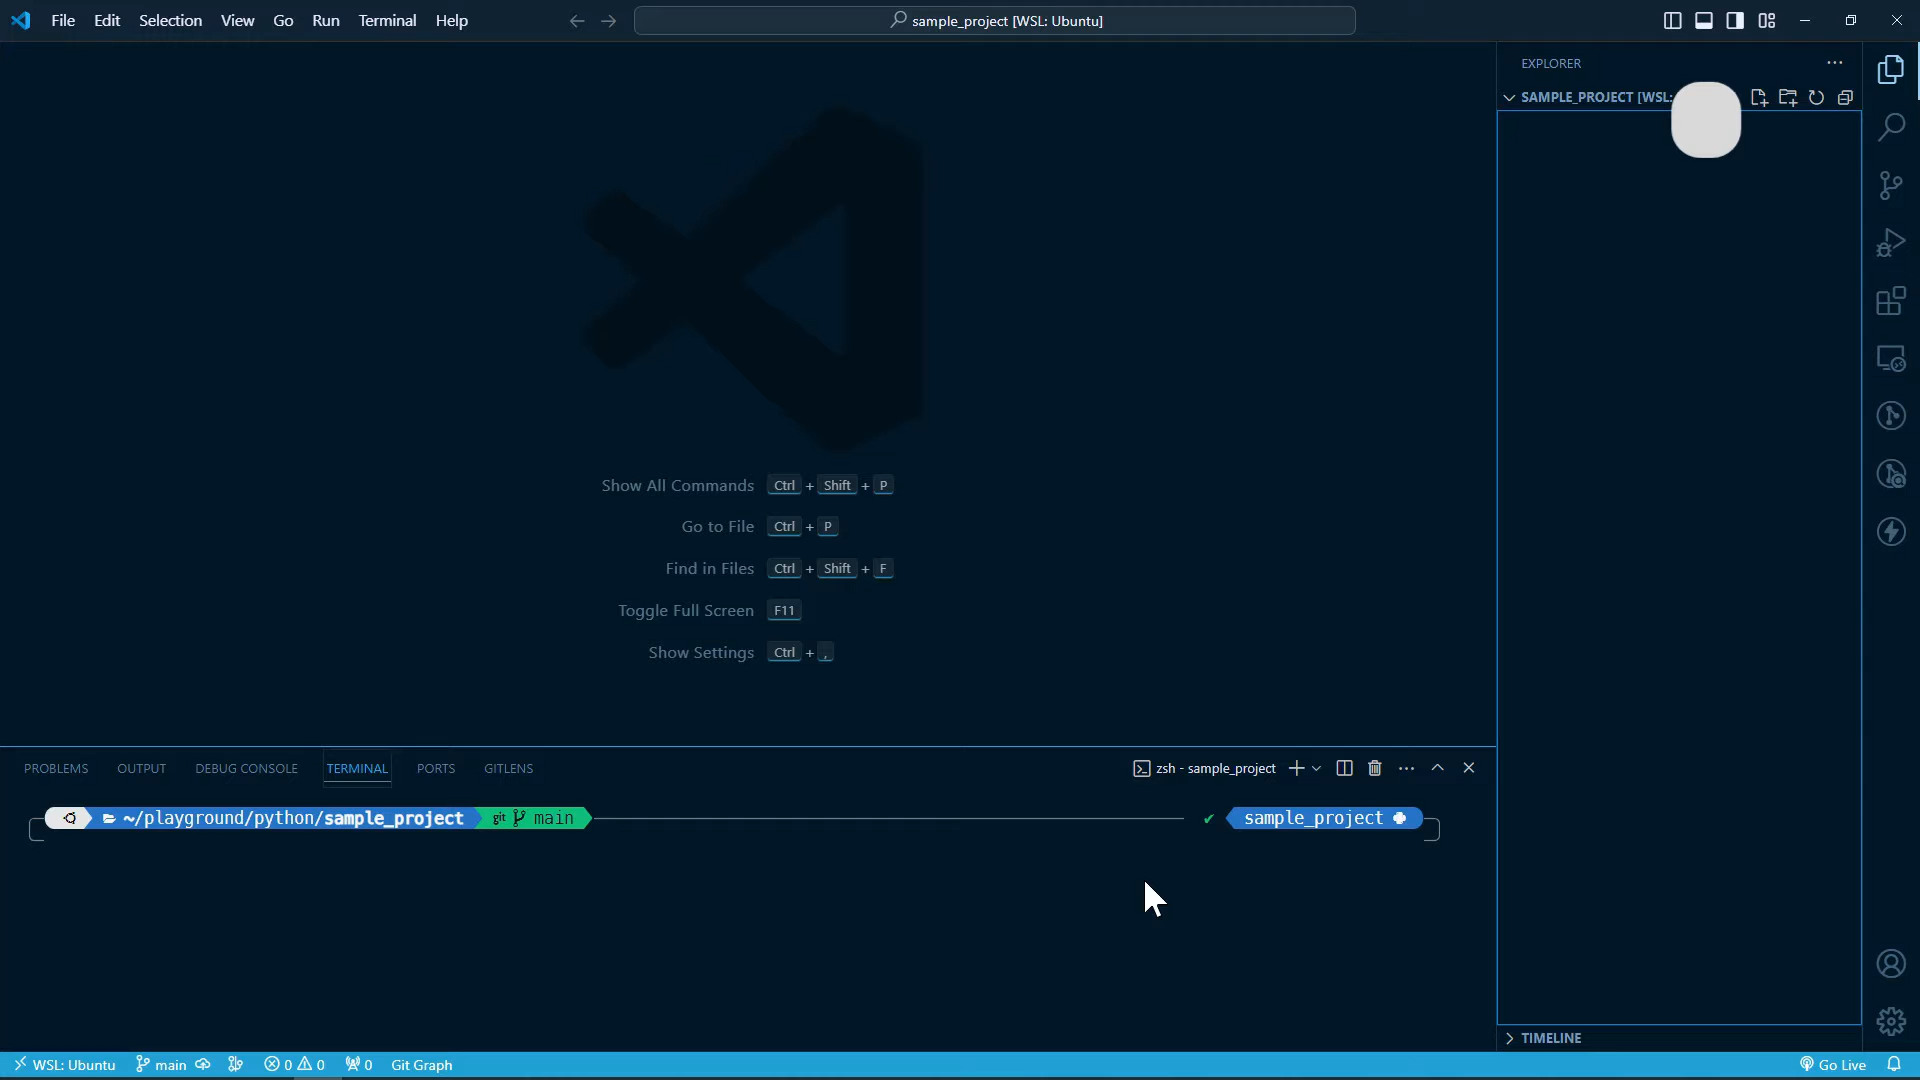 File Edit Selection View Go Run Terminal Help
sample_project [WSL: Ubuntu]
EXPLORER
SAMPLE_PROJECT [WSL:
Show All Commands Ctrl + Shift + P
Go to File Ctrl + P
Find in Files Ctrl + Shift + F
Toggle Full Screen F11
Show Settings Ctrl + ,
PROBLEMS OUTPUT DEBUG CONSOLE TERMINAL PORTS GITLENS
zsh - sample_project
~/playground/python/sample_project git main
sample_project
TIMELINE
WSL: Ubuntu main 0 0 0 Git Graph
Go Live